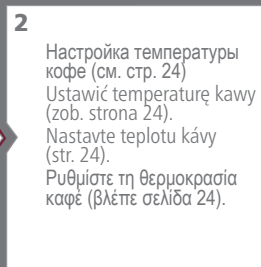 2
Настройка температуры
кофе (см. стр. 24)
Ustawić temperaturę kawy
(zob. strona 24).
Nastavte teplotu kávy
(str. 24).
Ρυθμίστε τη θερμοκρασία
καφέ (βλέπε σελίδα 24).